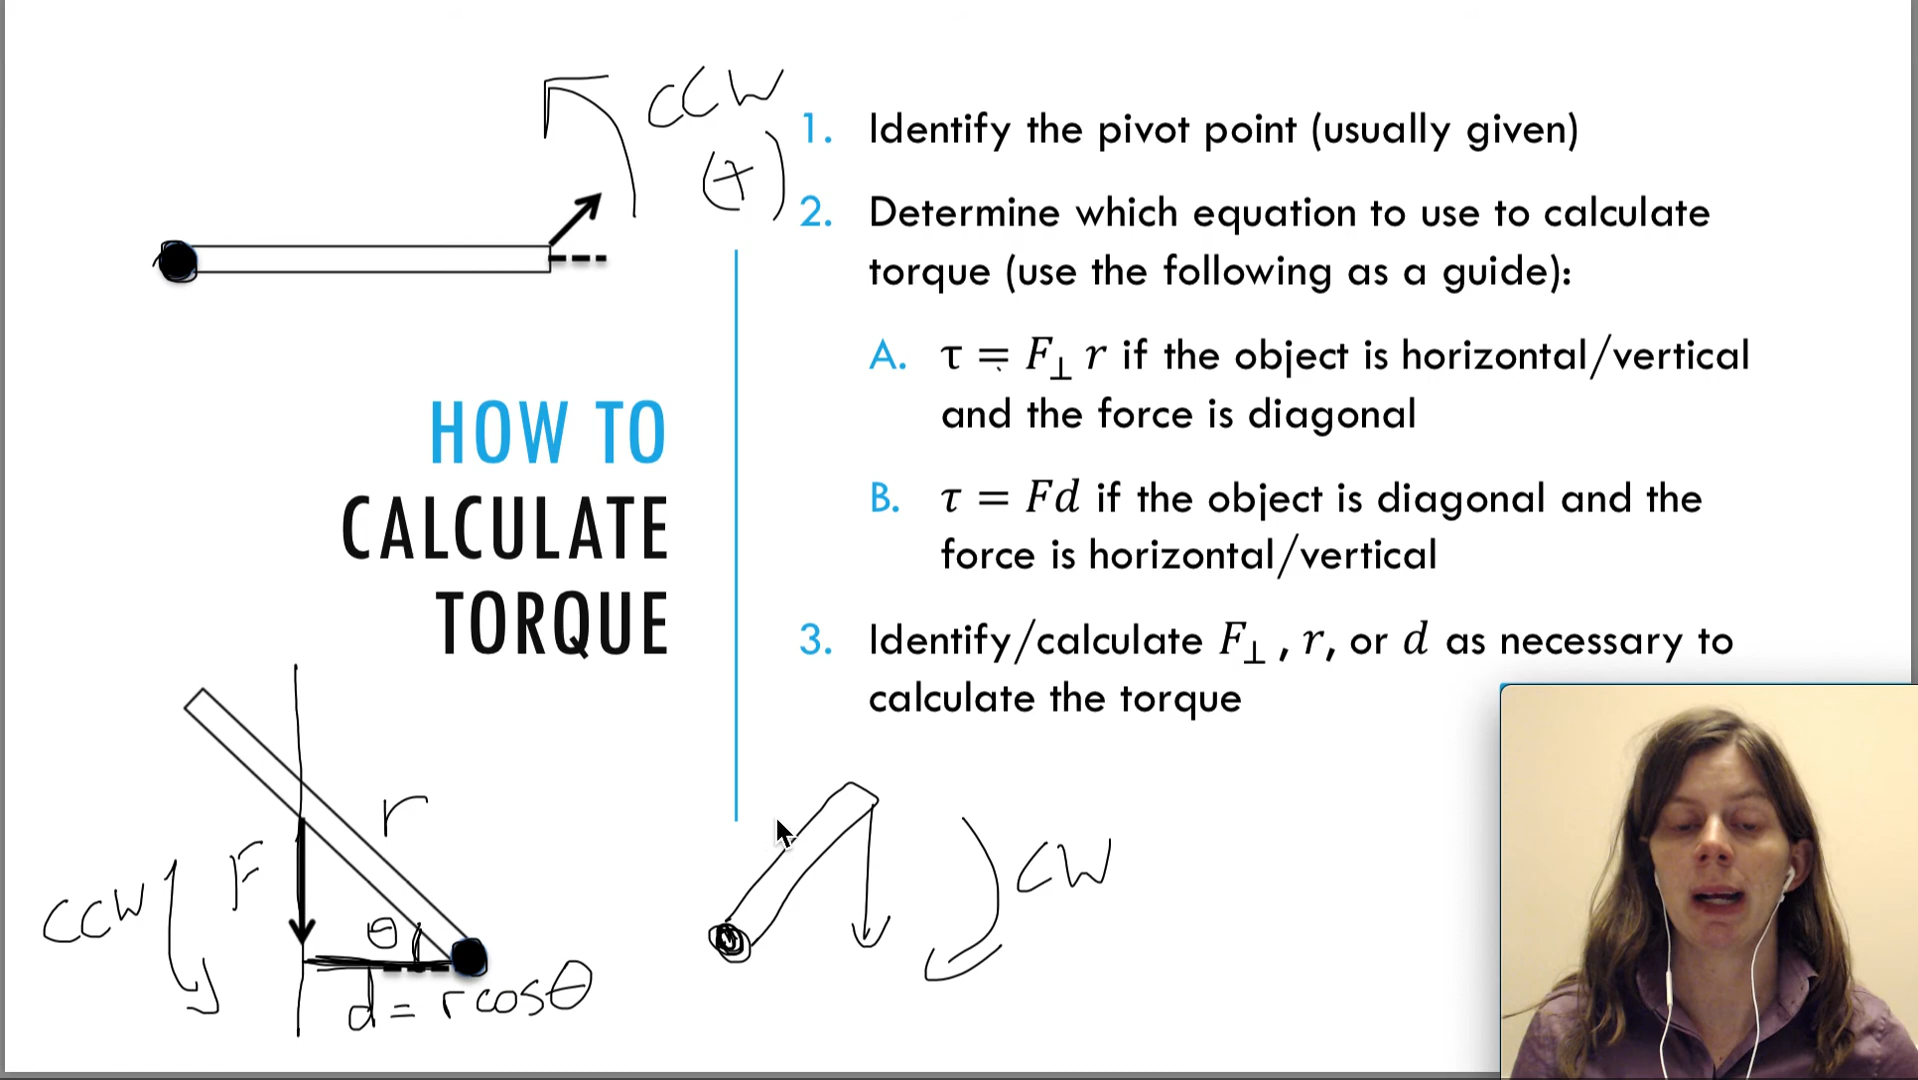 CCW
(+)
HOW TO
CALCULATE
TORQUE
1. Identify the pivot point (usually given)
2. Determine which equation to use to calculate
torque (use the following as a guide):
A. τ = F⊥ r if the object is horizontal/vertical
and the force is diagonal
B. τ = Fd if the object is diagonal and the
force is horizontal/vertical
3. Identify/calculate F⊥ , r, or d as necessary to
calculate the torque
r
F
CCW
θ
d = r cosθ
CW